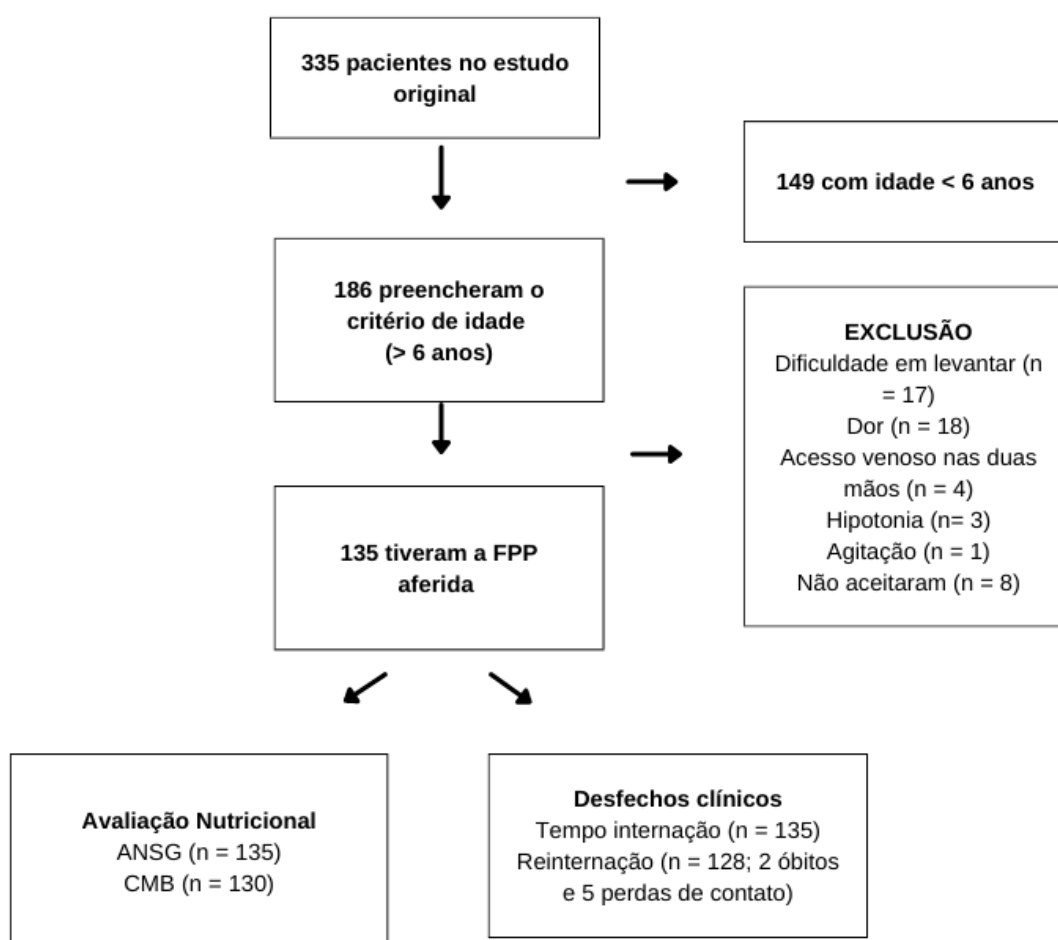 335 pacientes no estudo
original
149 com idade < 6 anos
186 preencheram o
critério de idade
(> 6 anos)
EXCLUSÃO
Dificuldade em levantar (n
= 17)
Dor (n = 18)
Acesso venoso nas duas
mãos (n = 4)
Hipotonia (n= 3)
Agitação (n = 1)
Não aceitaram (n = 8)
135 tiveram a FPP
aferida
Avaliação Nutricional
ANSG (n = 135)
CMB (n = 130)
Desfechos clínicos
Tempo internação (n = 135)
Reinternação (n = 128; 2 óbitos
e 5 perdas de contato)